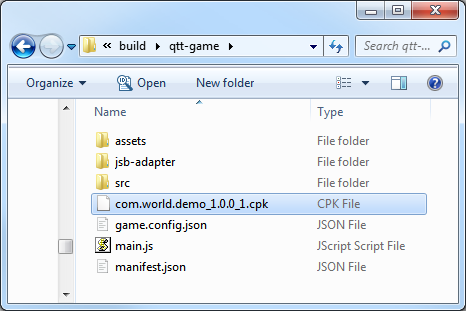 « build qtt-game Search qtt-...
Organize Open New folder
Name Type
assets File folder
jsb-adapter File folder
src File folder
com.world.demo_1.0.0_1.cpk CPK File
game.config.json JSON File
main.js JScript Script File
manifest.json JSON File